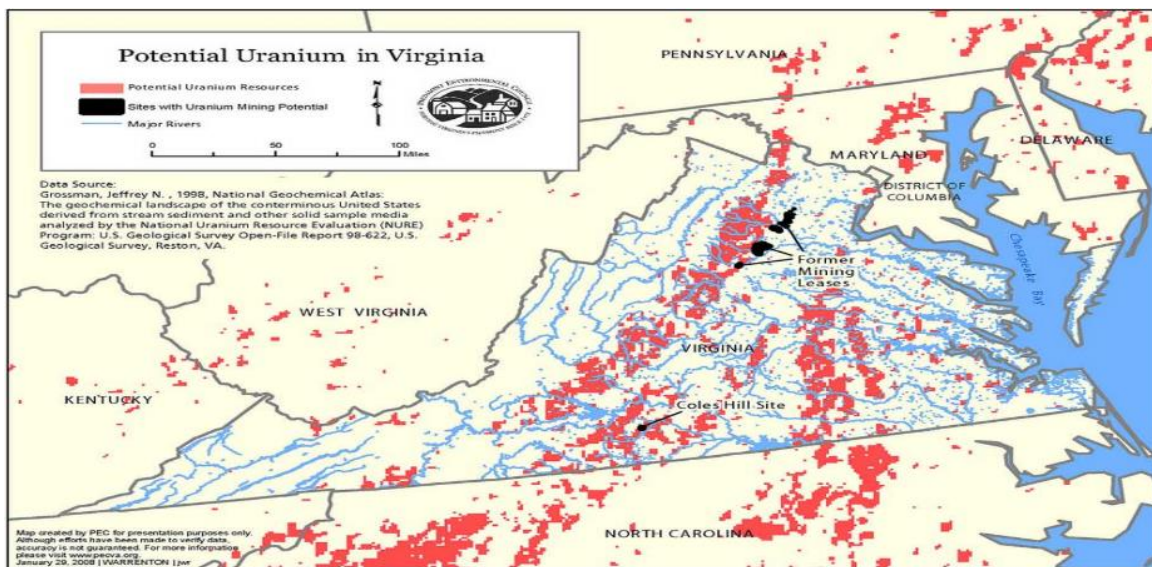 Potential Uranium in Virginia
Potential Uranium Resources
Sites with Uranium Mining Potential
Major Rivers
N
0 50 100
Miles
Data Source:
Grossman, Jeffrey N. , 1998, National Geochemical Atlas:
The geochemical landscape of the conterminous United States
derived from stream sediment and other solid sample media
analyzed by the National Uranium Resource Evaluation (NURE)
Program: U.S. Geological Survey Open-File Report 98-622, U.S.
Geological Survey, Reston, VA.
PENNSYLVANIA
DELAWARE
MARYLAND
DISTRICT OF
COLUMBIA
Chesapeake Bay
Former
Mining
Leases
WEST VIRGINIA
VIRGINIA
KENTUCKY
Coles Hill Site
NORTH CAROLINA
Map created by PEC for presentation purposes only.
Although efforts have been made to verify data,
accuracy is not guaranteed. For more information
please visit www.pecva.org.
January 29, 2008 | WARRENTON | jwr